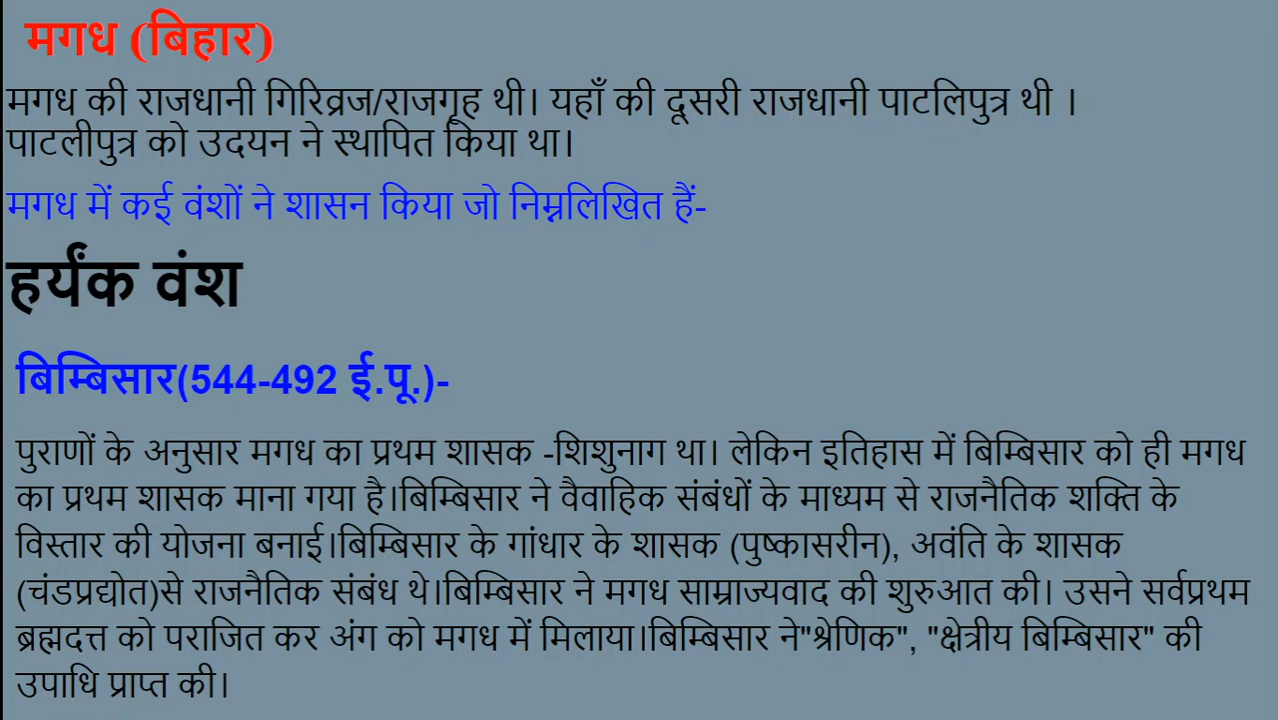 मगध (बिहार)
मगध की राजधानी गिरिव्रज/राजगृह थी। यहाँ की दूसरी राजधानी पाटलिपुत्र थी ।
पाटलीपुत्र को उदयन ने स्थापित किया था।
मगध में कई वंशों ने शासन किया जो निम्नलिखित हैं-
हर्यंक वंश
बिम्बिसार(544-492 ई.पू.)-
पुराणों के अनुसार मगध का प्रथम शासक -शिशुनाग था। लेकिन इतिहास में बिम्बिसार को ही मगध
का प्रथम शासक माना गया है।बिम्बिसार ने वैवाहिक संबंधों के माध्यम से राजनैतिक शक्ति के
विस्तार की योजना बनाई।बिम्बिसार के गांधार के शासक (पुष्कासरीन), अवंति के शासक
(चंडप्रद्योत)से राजनैतिक संबंध थे।बिम्बिसार ने मगध साम्राज्यवाद की शुरुआत की। उसने सर्वप्रथम
ब्रह्मदत्त को पराजित कर अंग को मगध में मिलाया।बिम्बिसार ने"श्रेणिक", "क्षेत्रीय बिम्बिसार" की
उपाधि प्राप्त की।